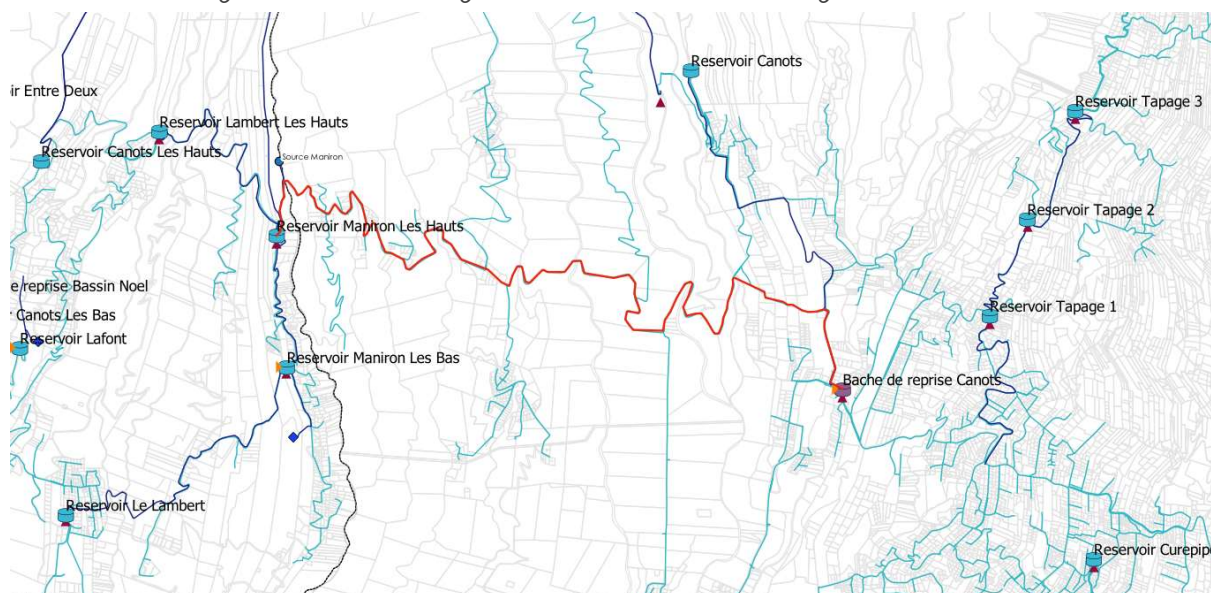 Reservoir Canots
ir Entre Deux
Reservoir Tapage 3
Reservoir Lambert Les Hauts
Reservoir Canots Les Hauts
Source Maniron
Reservoir Tapage 2
Reservoir Maniron Les Hauts
e reprise Bassin Noel
r Canots Les Bas
Reservoir Tapage 1
Reservoir Lafont
Reservoir Maniron Les Bas
Bache de reprise Canots
Reservoir Le Lambert
Reservoir Curepip